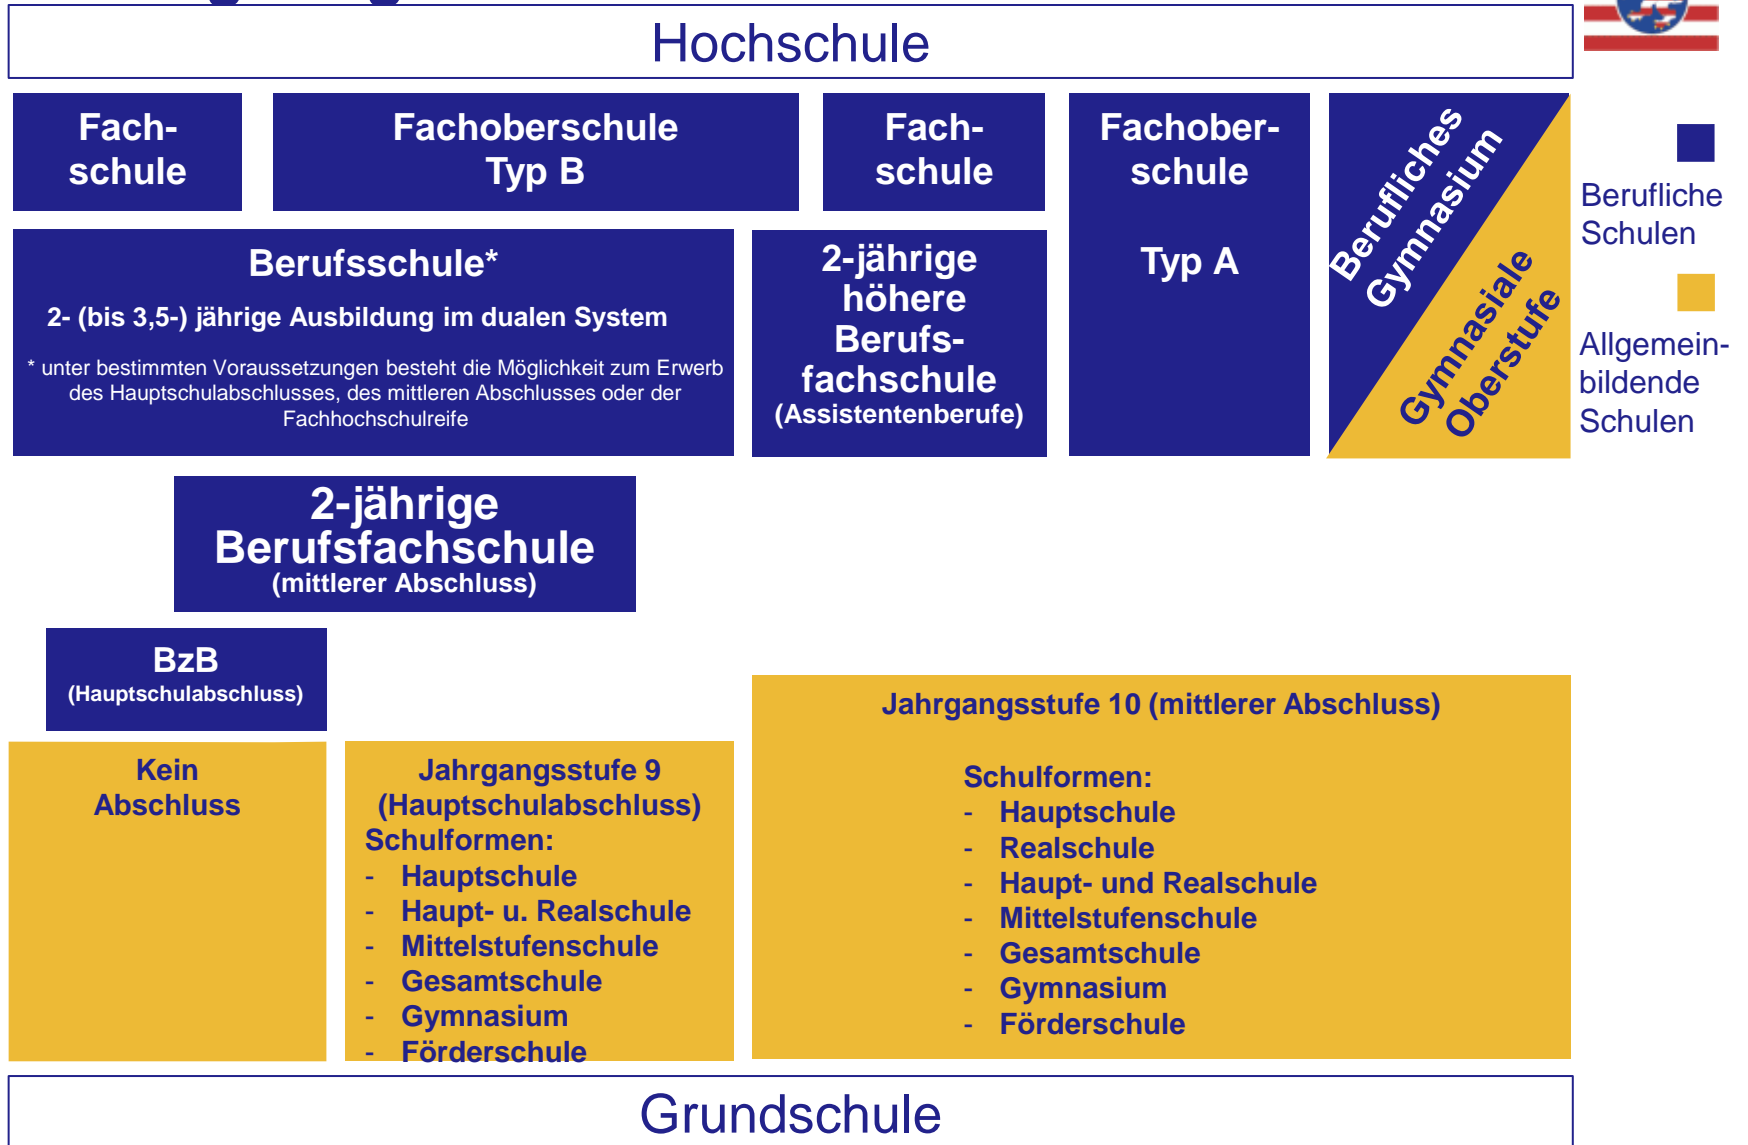 Hochschule
Fach-
schule
Fachoberschule
Typ B
Fach-
schule
Fachober-
schule
Typ A
Berufliches
Gymnasium
Gymnasiale
Oberstufe
Berufliche
Schulen
Allgemein-
bildende
Schulen
Berufsschule*
2- (bis 3,5-) jährige Ausbildung im dualen System
* unter bestimmten Voraussetzungen besteht die Möglichkeit zum Erwerb
des Hauptschulabschlusses, des mittleren Abschlusses oder der
Fachhochschulreife
2-jährige
höhere
Berufs-
fachschule
(Assistentenberufe)
2-jährige
Berufsfachschule
(mittlerer Abschluss)
BzB
(Hauptschulabschluss)
Kein
Abschluss
Jahrgangsstufe 9
(Hauptschulabschluss)
Schulformen:
- Hauptschule
- Haupt- u. Realschule
- Mittelstufenschule
- Gesamtschule
- Gymnasium
- Förderschule
Jahrgangsstufe 10 (mittlerer Abschluss)
Schulformen:
- Hauptschule
- Realschule
- Haupt- und Realschule
- Mittelstufenschule
- Gesamtschule
- Gymnasium
- Förderschule
Grundschule